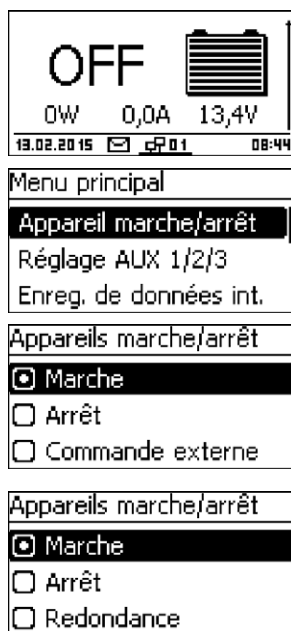 OFF
0W 0,0A 13,4V
13.02.2015 01 08:44
Menu principal
Appareil marche/arrêt
Réglage AUX 1/2/3
Enreg. de données int.
Appareils marche/arrêt
Marche
Arrêt
Commande externe
Appareils marche/arrêt
Marche
Arrêt
Redondance